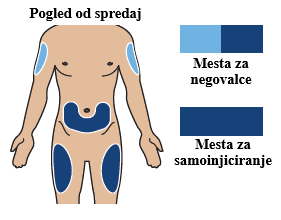 Pogled od spredaj
Mesta za
negovalce
Mesta za
samoinjiciranje